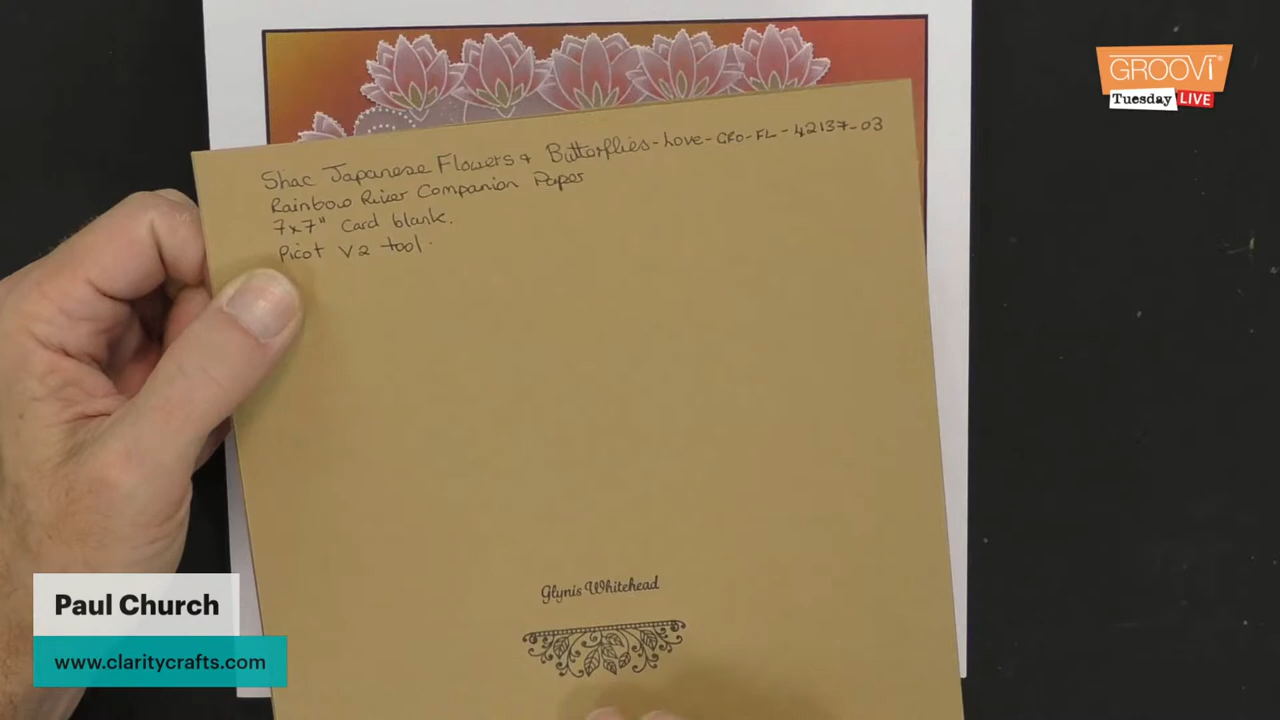 GROOVI
Tuesday LIVE
Shac Japanese Flowers & Butterflies-Love-GRO-FL-42137-03
Rainbow River Companion Paper
7x7" Card blank.
Picot V2 tool.
Glynis Whitehead
Paul Church
www.claritycrafts.com